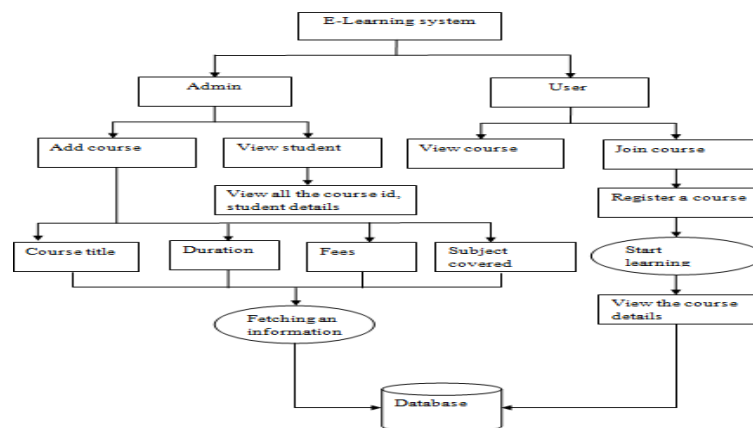 E-Learning system
Admin
User
Add course
View student
View course
Join course
View all the course id,
student details
Register a course
Course title
Duration
Fees
Subject
covered
Start
learning
Fetching an
information
View the course
details
Database